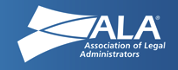 ALA®
Association of Legal
Administrators